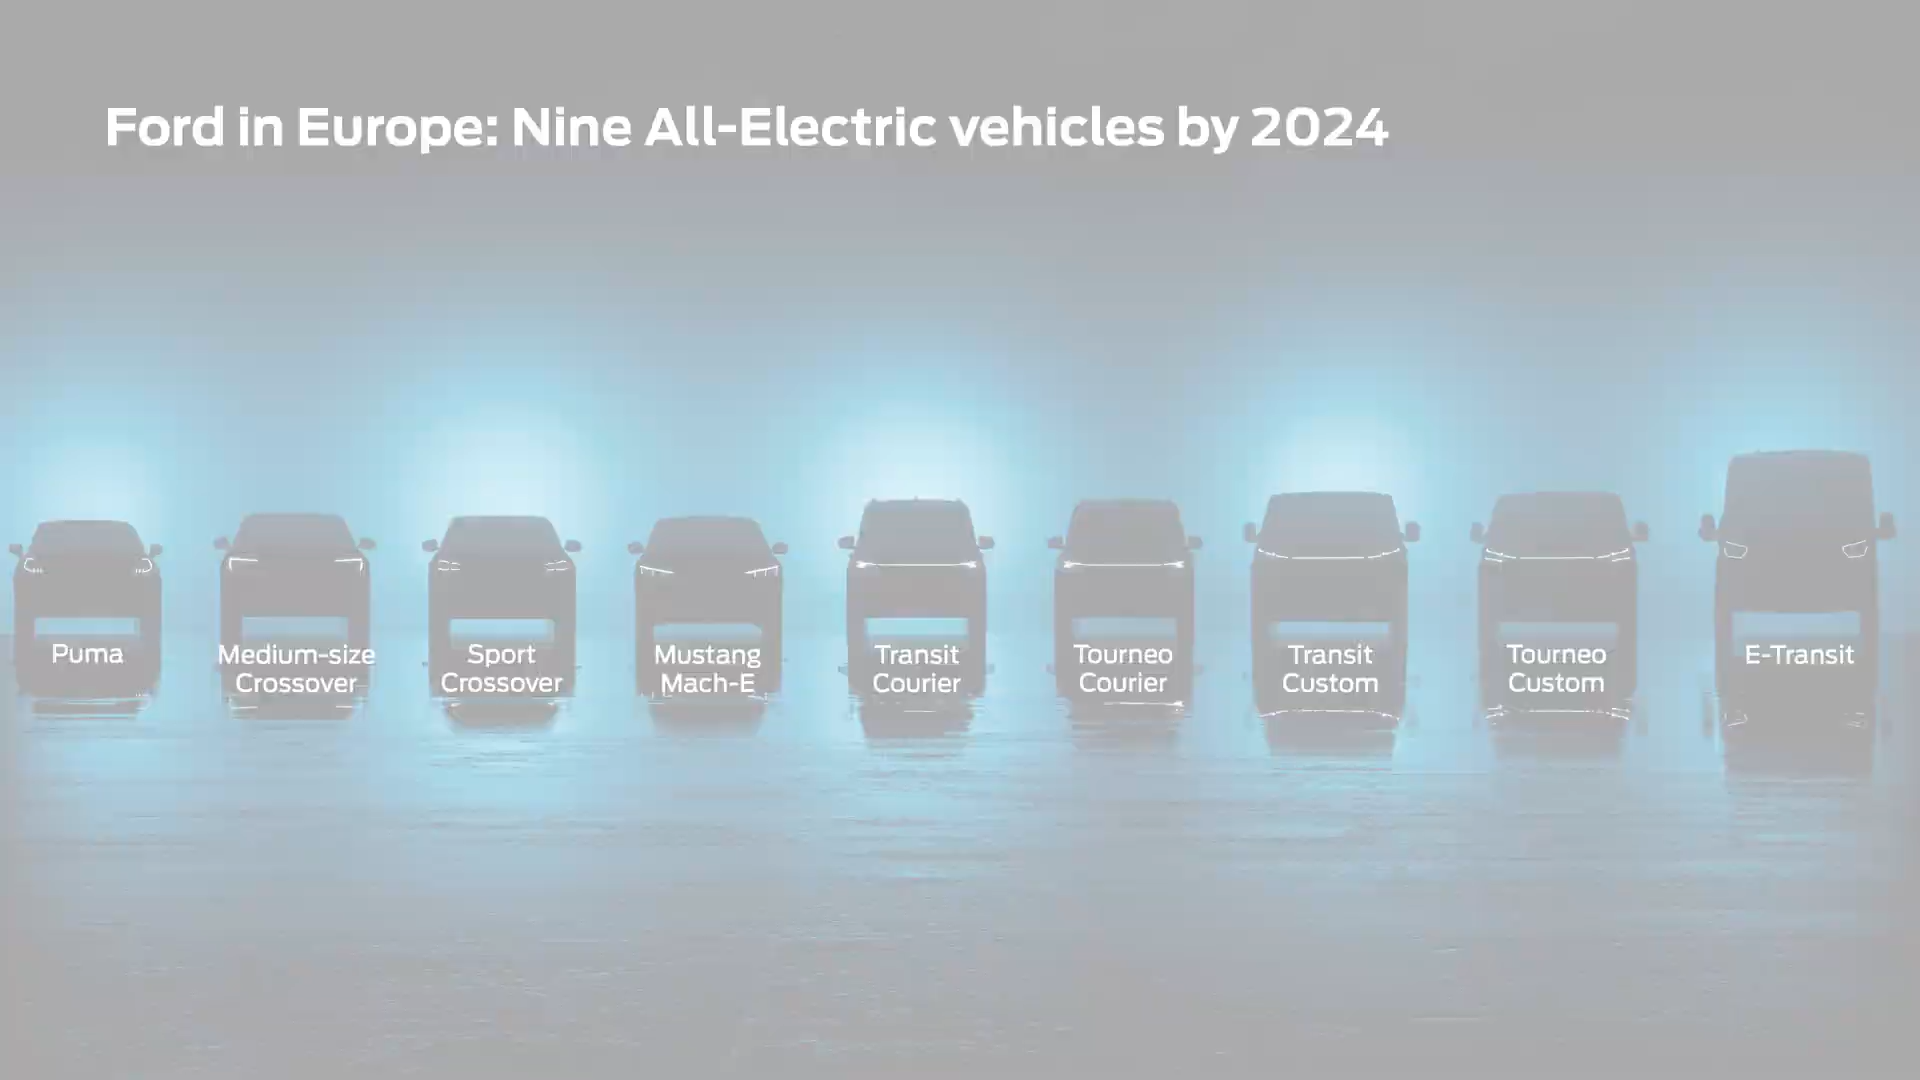 Ford in Europe: Nine All-Electric vehicles by 2024
Puma
Medium-size
Crossover
Sport
Crossover
Mustang
Mach-E
Transit
Courier
Tourneo
Courier
Transit
Custom
Tourneo
Custom
E-Transit